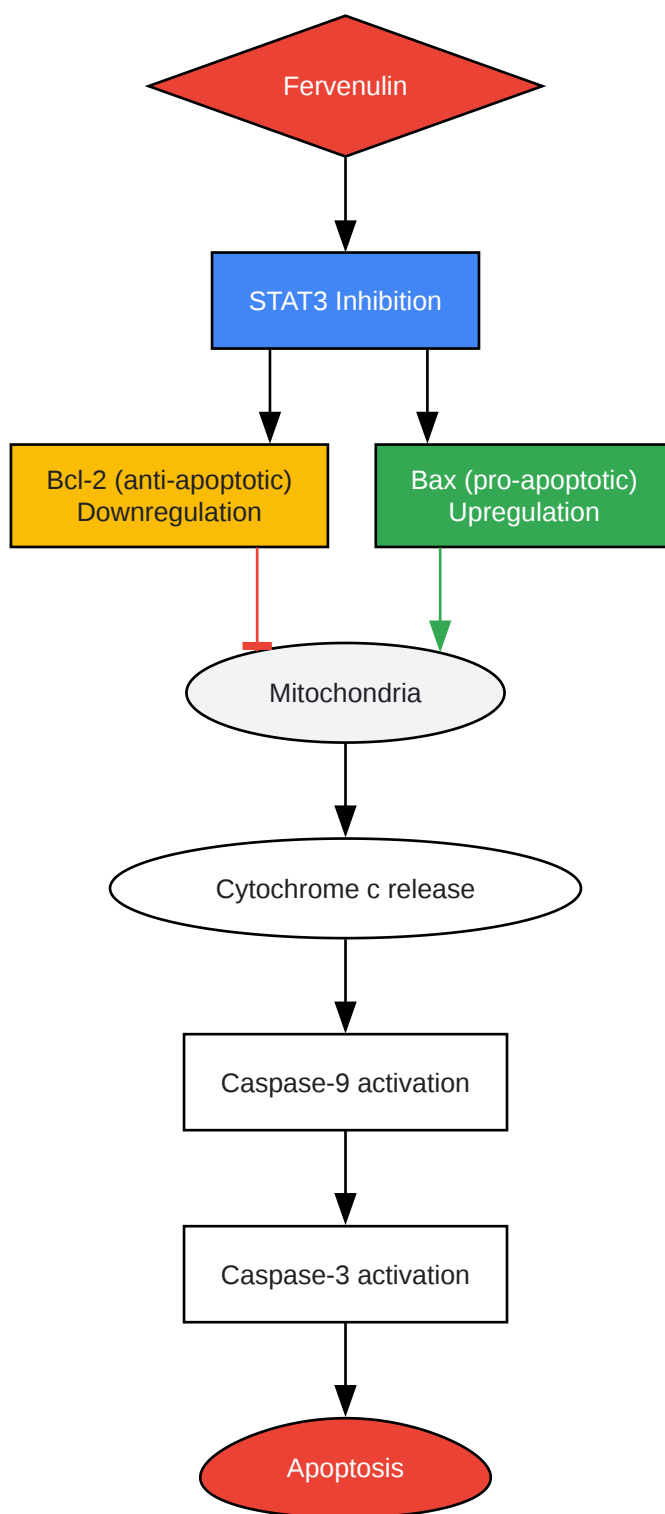 Fervenulin
STAT3 Inhibition
Bcl-2 (anti-apoptotic)
Downregulation
Bax (pro-apoptotic)
Upregulation
Mitochondria
Cytochrome c release
Caspase-9 activation
Caspase-3 activation
Apoptosis